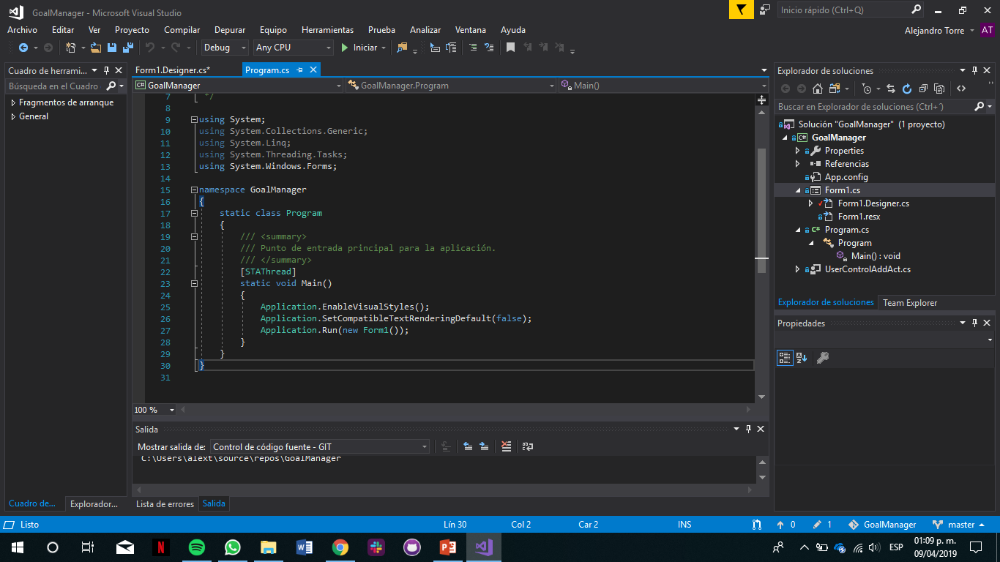 GoalManager - Microsoft Visual Studio
Inicio rápido (Ctrl+Q)
Archivo Editar Ver Proyecto Compilar Depurar Equipo Herramientas Prueba Analizar Ventana Ayuda
Alejandro Torre AT
Debug Any CPU Iniciar
Cuadro de herrami...
Búsqueda en el Cuadro
Fragmentos de arranque
General
Form1.Designer.cs* Program.cs
GoalManager GoalManager.Program Main()
7 */
8
9 using System;
10 using System.Collections.Generic;
11 using System.Linq;
12 using System.Threading.Tasks;
13 using System.Windows.Forms;
14
15 namespace GoalManager
16 {
17 static class Program
18 {
19 /// <summary>
20 /// Punto de entrada principal para la aplicación.
21 /// </summary>
22 [STAThread]
23 static void Main()
24 {
25 Application.EnableVisualStyles();
26 Application.SetCompatibleTextRenderingDefault(false);
27 Application.Run(new Form1());
28 }
29 }
30 }
31
100 %
Salida
Mostrar salida de: Control de código fuente - GIT
C:\Users\alext\source\repos\GoalManager
Cuadro de... Explorador...
Lista de errores Salida
Explorador de soluciones
Buscar en Explorador de soluciones (Ctrl+´)
Solución "GoalManager" (1 proyecto)
GoalManager
Properties
Referencias
App.config
Form1.cs
Form1.Designer.cs
Form1.resx
Program.cs
Program
Main() : void
UserControlAddAct.cs
Explorador de soluciones Team Explorer
Propiedades
Listo Lín 30 Col 2 Car 2 INS 0 1 GoalManager master
ESP
01:09 p. m.
09/04/2019